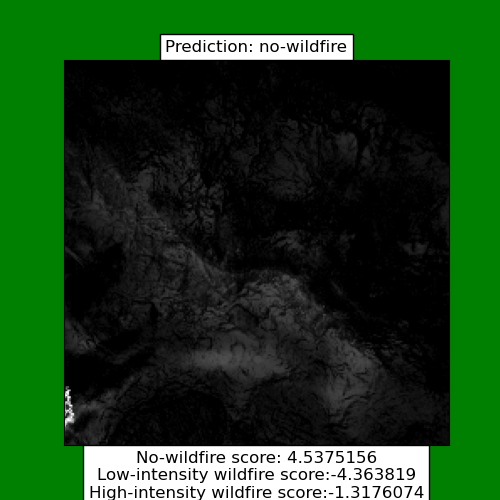 Prediction: no-wildfire
No-wildfire score: 4.5375156
Low-intensity wildfire score:-4.363819
High-intensity wildfire score:-1.3176074